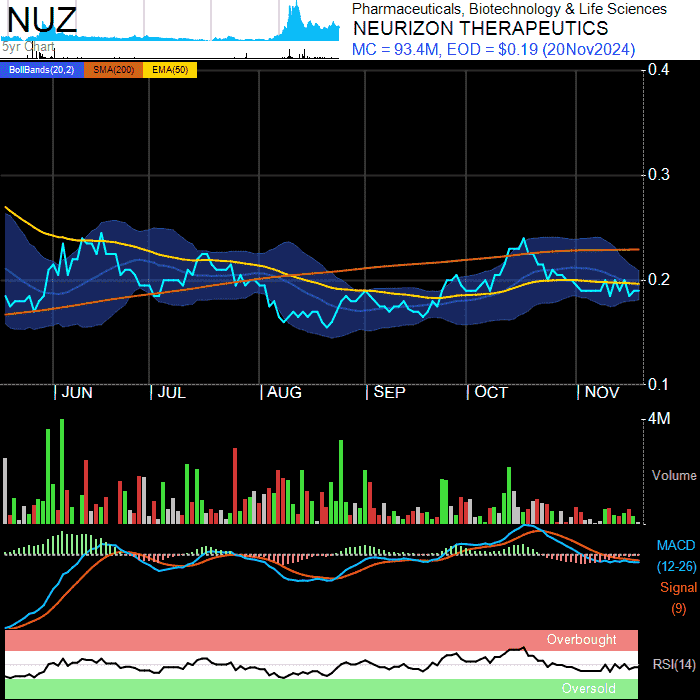 NUZ
5yr Chart
Pharmaceuticals, Biotechnology & Life Sciences
NEURIZON THERAPEUTICS
MC = 93.4M, EOD = $0.19 (20Nov2024)
BollBands(20,2) SMA(200) EMA(50)
0.4
0.3
0.2
0.1
JUN JUL AUG SEP OCT NOV
4M
Volume
MACD
(12-26)
Signal
(9)
Overbought
RSI(14)
Oversold